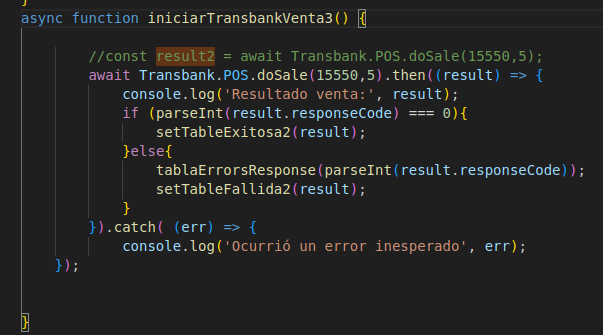 }
async function iniciarTransbankVenta3() {
//const result2 = await Transbank.POS.doSale(15550,5);
await Transbank.POS.doSale(15550,5).then((result) => {
console.log('Resultado venta:', result);
if (parseInt(result.responseCode) === 0){
setTableExitosa2(result);
}else{
tablaErrorsResponse(parseInt(result.responseCode));
setTableFallida2(result);
}
}).catch( (err) => {
console.log('Ocurrió un error inesperado', err);
});
}